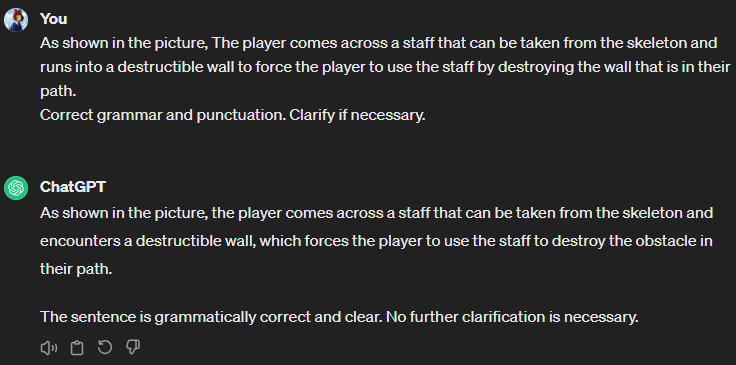 You
As shown in the picture, The player comes across a staff that can be taken from the skeleton and
runs into a destructible wall to force the player to use the staff by destroying the wall that is in their
path.
Correct grammar and punctuation. Clarify if necessary.
ChatGPT
As shown in the picture, the player comes across a staff that can be taken from the skeleton and
encounters a destructible wall, which forces the player to use the staff to destroy the obstacle in
their path.
The sentence is grammatically correct and clear. No further clarification is necessary.